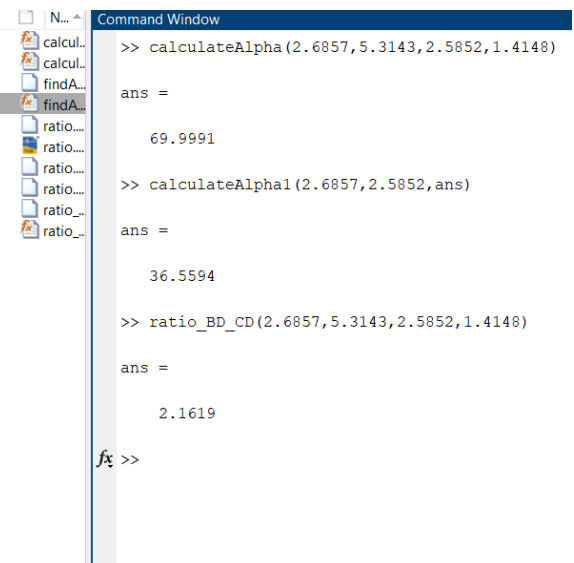 N...
Command Window
calcul..
calcul..
findA...
findA...
ratio....
ratio....
ratio....
ratio....
ratio_..
ratio_..
>> calculateAlpha(2.6857,5.3143,2.5852,1.4148)
ans =
69.9991
>> calculateAlpha1(2.6857,2.5852,ans)
ans =
36.5594
>> ratio_BD_CD(2.6857,5.3143,2.5852,1.4148)
ans =
2.1619
fx >>